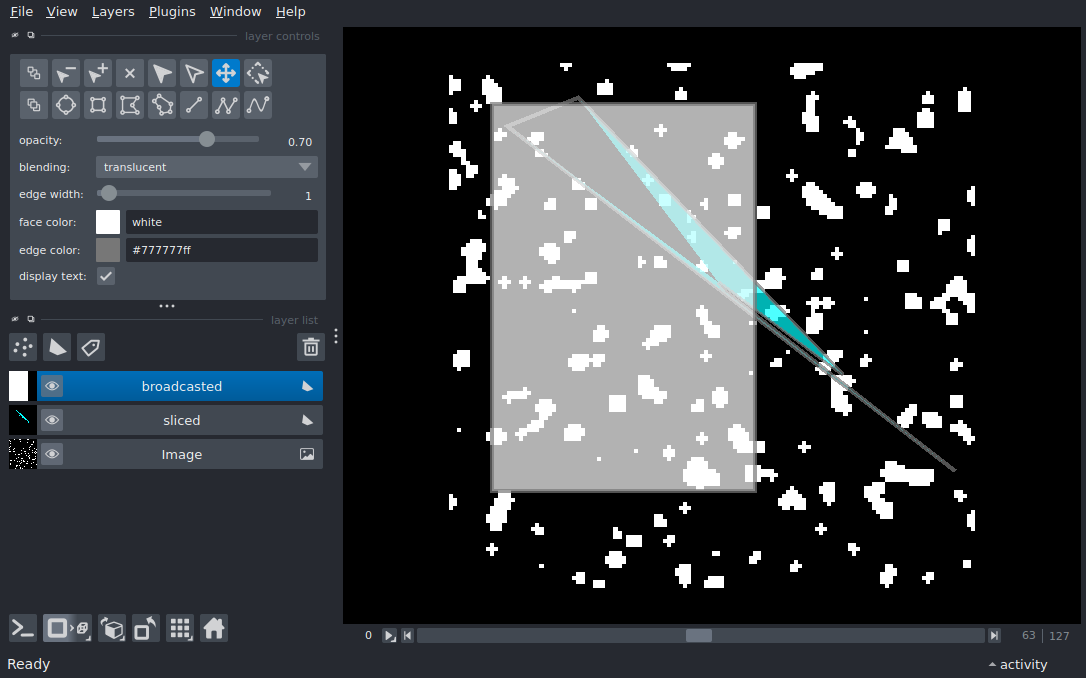 File View Layers Plugins Window Help
layer controls
opacity: 0.70
blending: translucent
edge width: 1
face color: white
edge color: #777777ff
display text:
layer list
broadcasted
sliced
Image
0 63 127
Ready activity